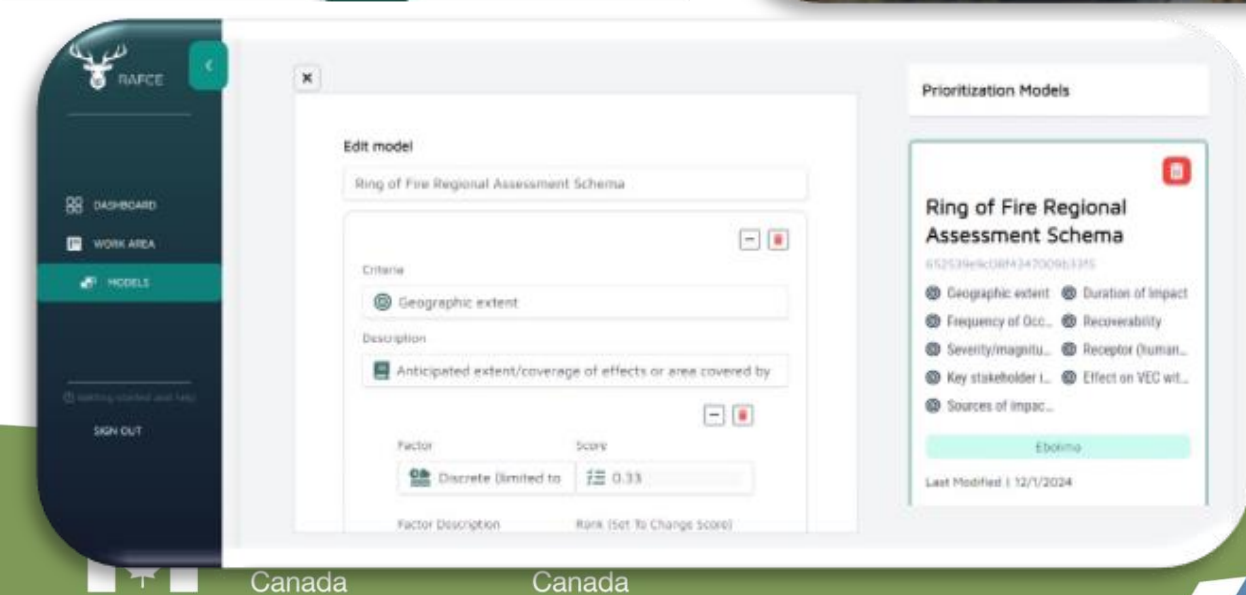 RAFCE
DASHBOARD
WORK AREA
MODELS
Getting started and help
SIGN OUT
Edit model
Ring of Fire Regional Assessment Schema
Criteria
Geographic extent
Description
Anticipated extent/coverage of effects or area covered by
Factor Score
Discrete (limited to 0.33
Factor Description Rank (Set To Change Score)
Prioritization Models
Ring of Fire Regional
Assessment Schema
Geographic extent Duration of Impact
Frequency of Occ... Recoverability
Severity/magnitu... Receptor (human...
Key stakeholder i... Effect on VEC wit...
Sources of impac...
Last Modified | 12/1/2024
Canada Canada